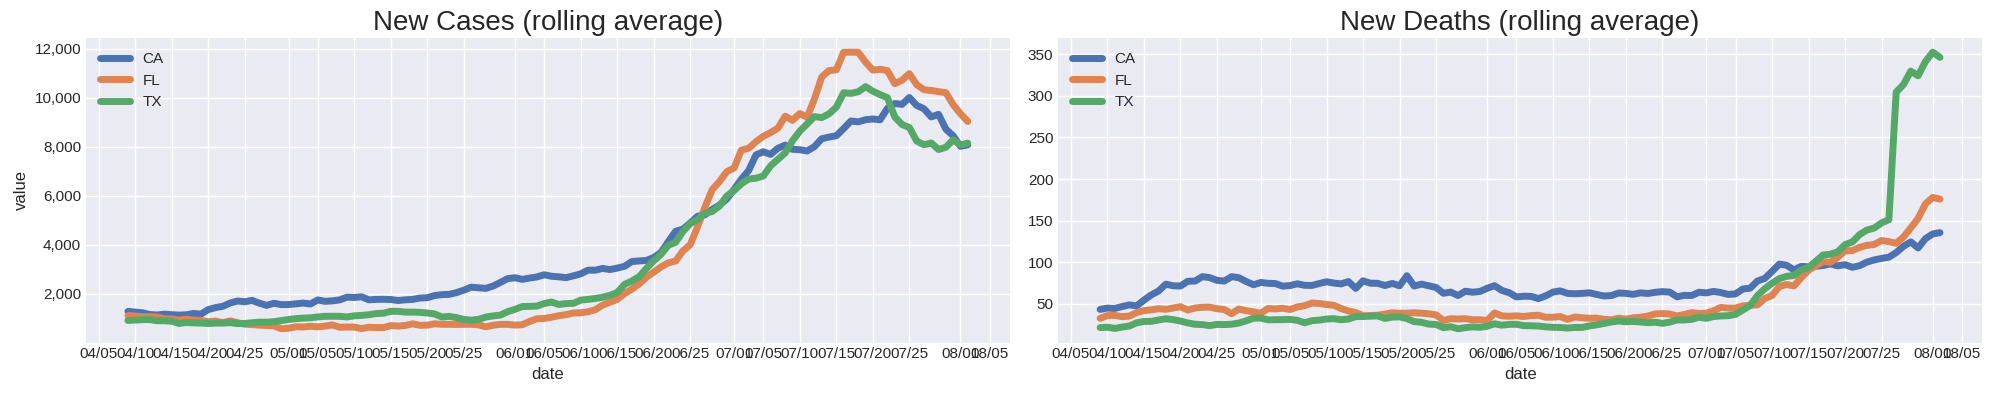 New Cases (rolling average)
12,000
10,000
8,000
6,000
4,000
2,000
value
CA
FL
TX
04/05 04/10 04/15 04/20 04/25 05/01 05/05 05/10 05/15 05/20 05/25 06/01 06/05 06/10 06/15 06/20 06/25 07/01 07/05 07/10 07/15 07/20 07/25 08/01 08/05
date
New Deaths (rolling average)
350
300
250
200
150
100
50
CA
FL
TX
04/05 04/10 04/15 04/20 04/25 05/01 05/05 05/10 05/15 05/20 05/25 06/01 06/05 06/10 06/15 06/20 06/25 07/01 07/05 07/10 07/15 07/20 07/25 08/01 08/05
date